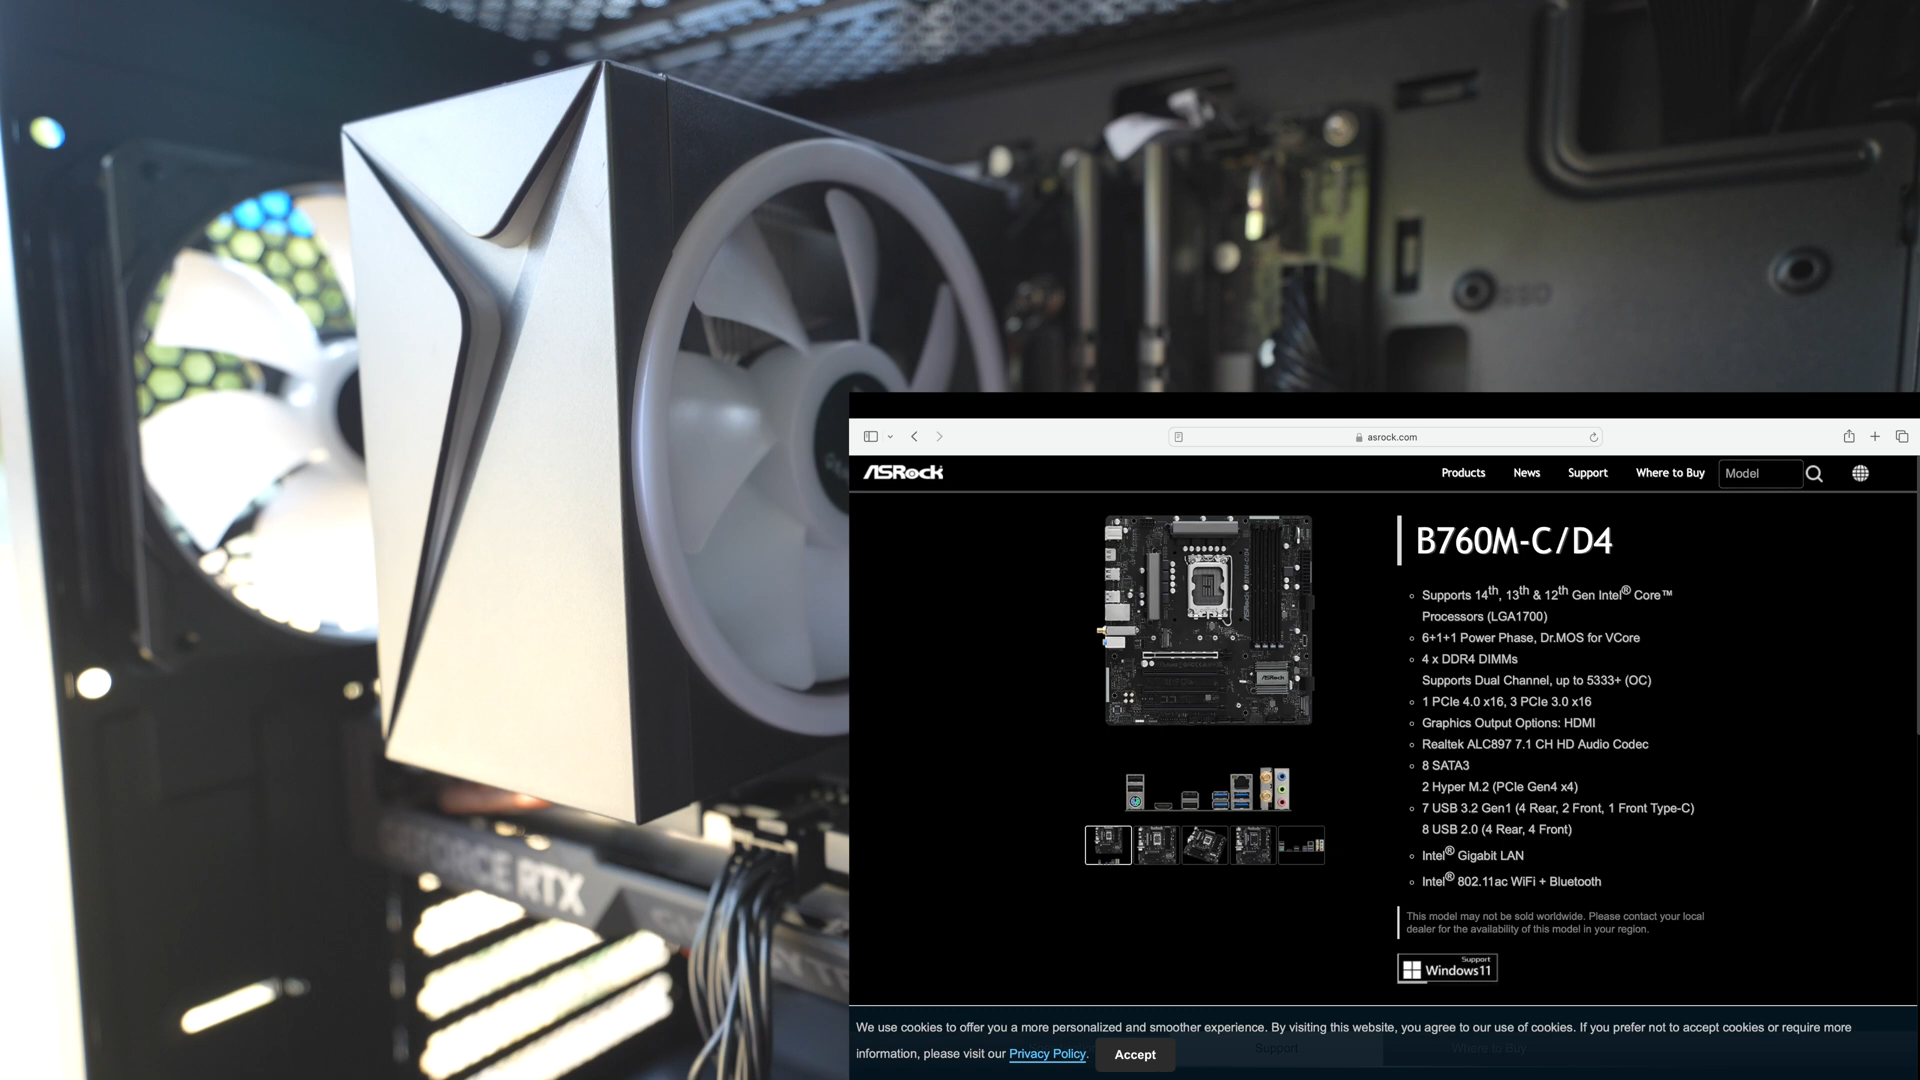 SSD
GEFORCE RTX
asrock.com
ASRock
Products
News
Support
Where to Buy
Model
B760M-C/D4
Supports 14th, 13th & 12th Gen Intel® Core™
Processors (LGA1700)
6+1+1 Power Phase, Dr.MOS for VCore
4 x DDR4 DIMMs
Supports Dual Channel, up to 5333+ (OC)
1 PCIe 4.0 x16, 3 PCIe 3.0 x16
Graphics Output Options: HDMI
Realtek ALC897 7.1 CH HD Audio Codec
8 SATA3
2 Hyper M.2 (PCIe Gen4 x4)
7 USB 3.2 Gen1 (4 Rear, 2 Front, 1 Front Type-C)
8 USB 2.0 (4 Rear, 4 Front)
Intel® Gigabit LAN
Intel® 802.11ac WiFi + Bluetooth
This model may not be sold worldwide. Please contact your local
dealer for the availability of this model in your region.
Support
Windows11
We use cookies to offer you a more personalized and smoother experience. By visiting this website, you agree to our use of cookies. If you prefer not to accept cookies or require more
information, please visit our Privacy Policy.
Accept
Support
Where to Buy